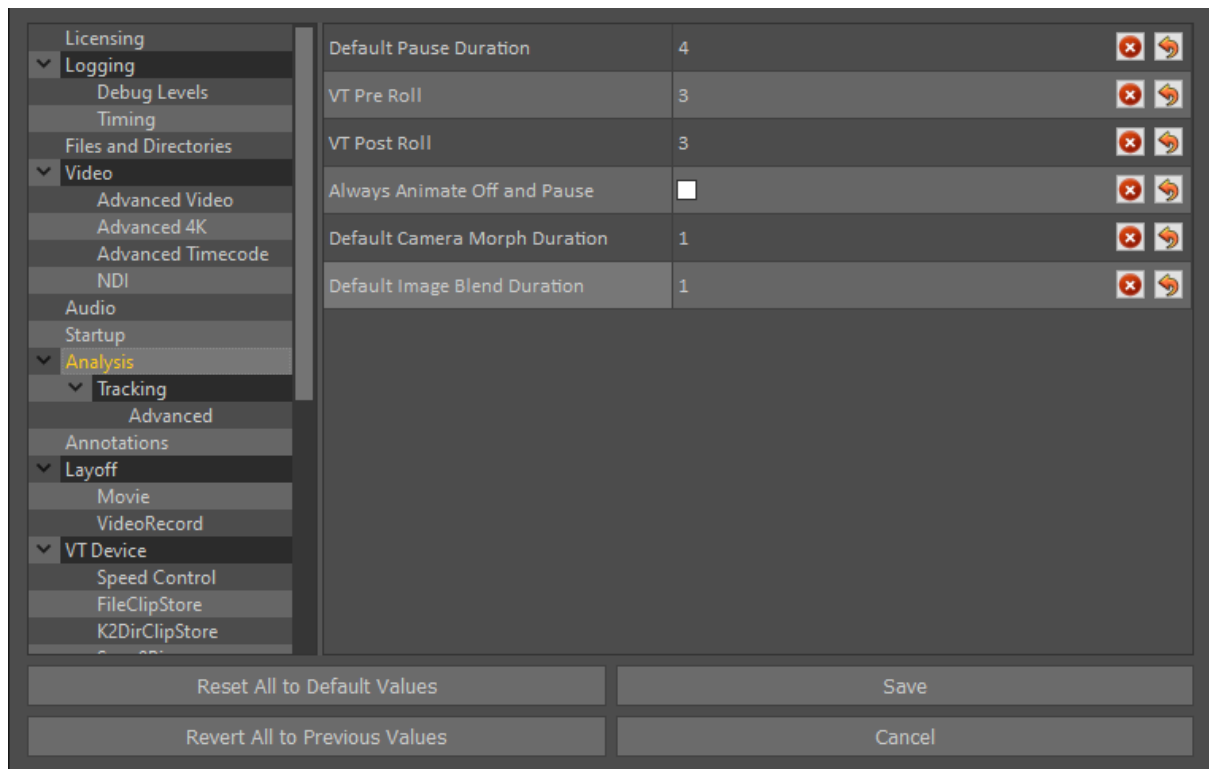 Licensing
Logging
Debug Levels
Timing
Files and Directories
Video
Advanced Video
Advanced 4K
Advanced Timecode
NDI
Audio
Startup
Analysis
Tracking
Advanced
Annotations
Layoff
Movie
VideoRecord
VT Device
Speed Control
FileClipStore
K2DirClipStore
Default Pause Duration 4
VT Pre Roll 3
VT Post Roll 3
Always Animate Off and Pause
Default Camera Morph Duration 1
Default Image Blend Duration 1
Reset All to Default Values
Save
Revert All to Previous Values
Cancel